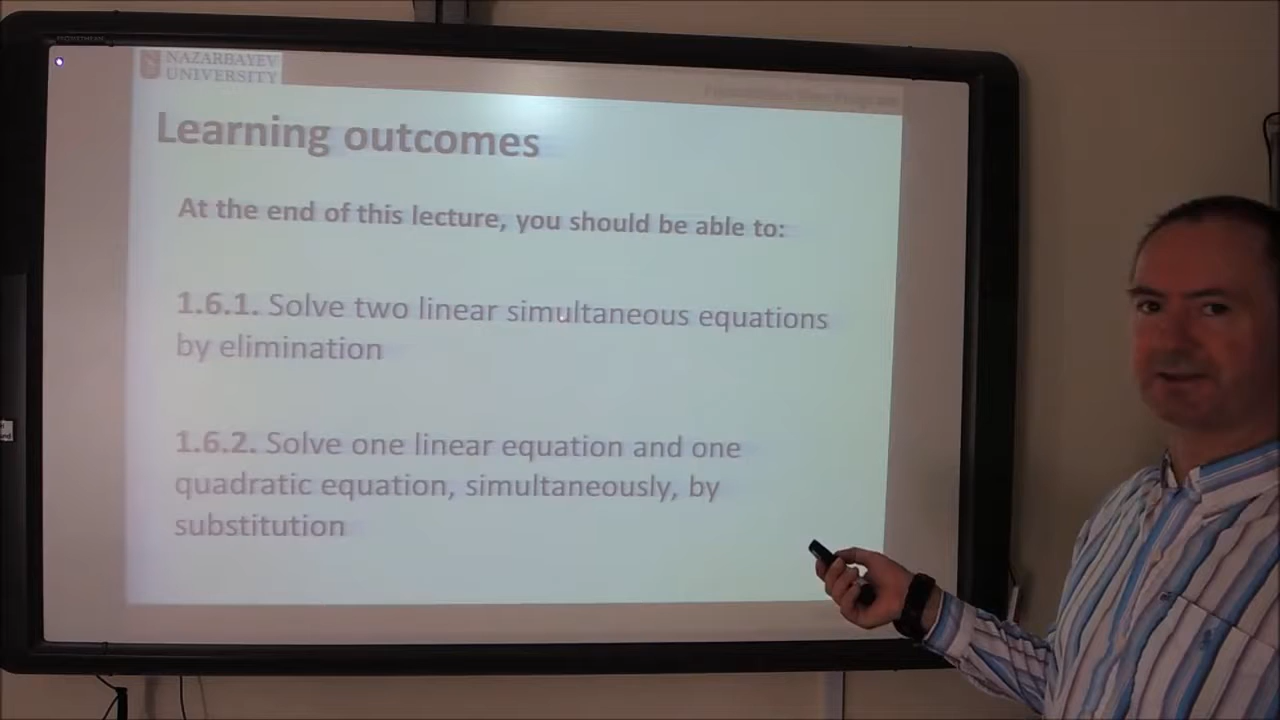 NAZARBAYEV
UNIVERSITY
Learning outcomes
At the end of this lecture, you should be able to:
1.6.1. Solve two linear simultaneous equations
by elimination
1.6.2. Solve one linear equation and one
quadratic equation, simultaneously, by
substitution